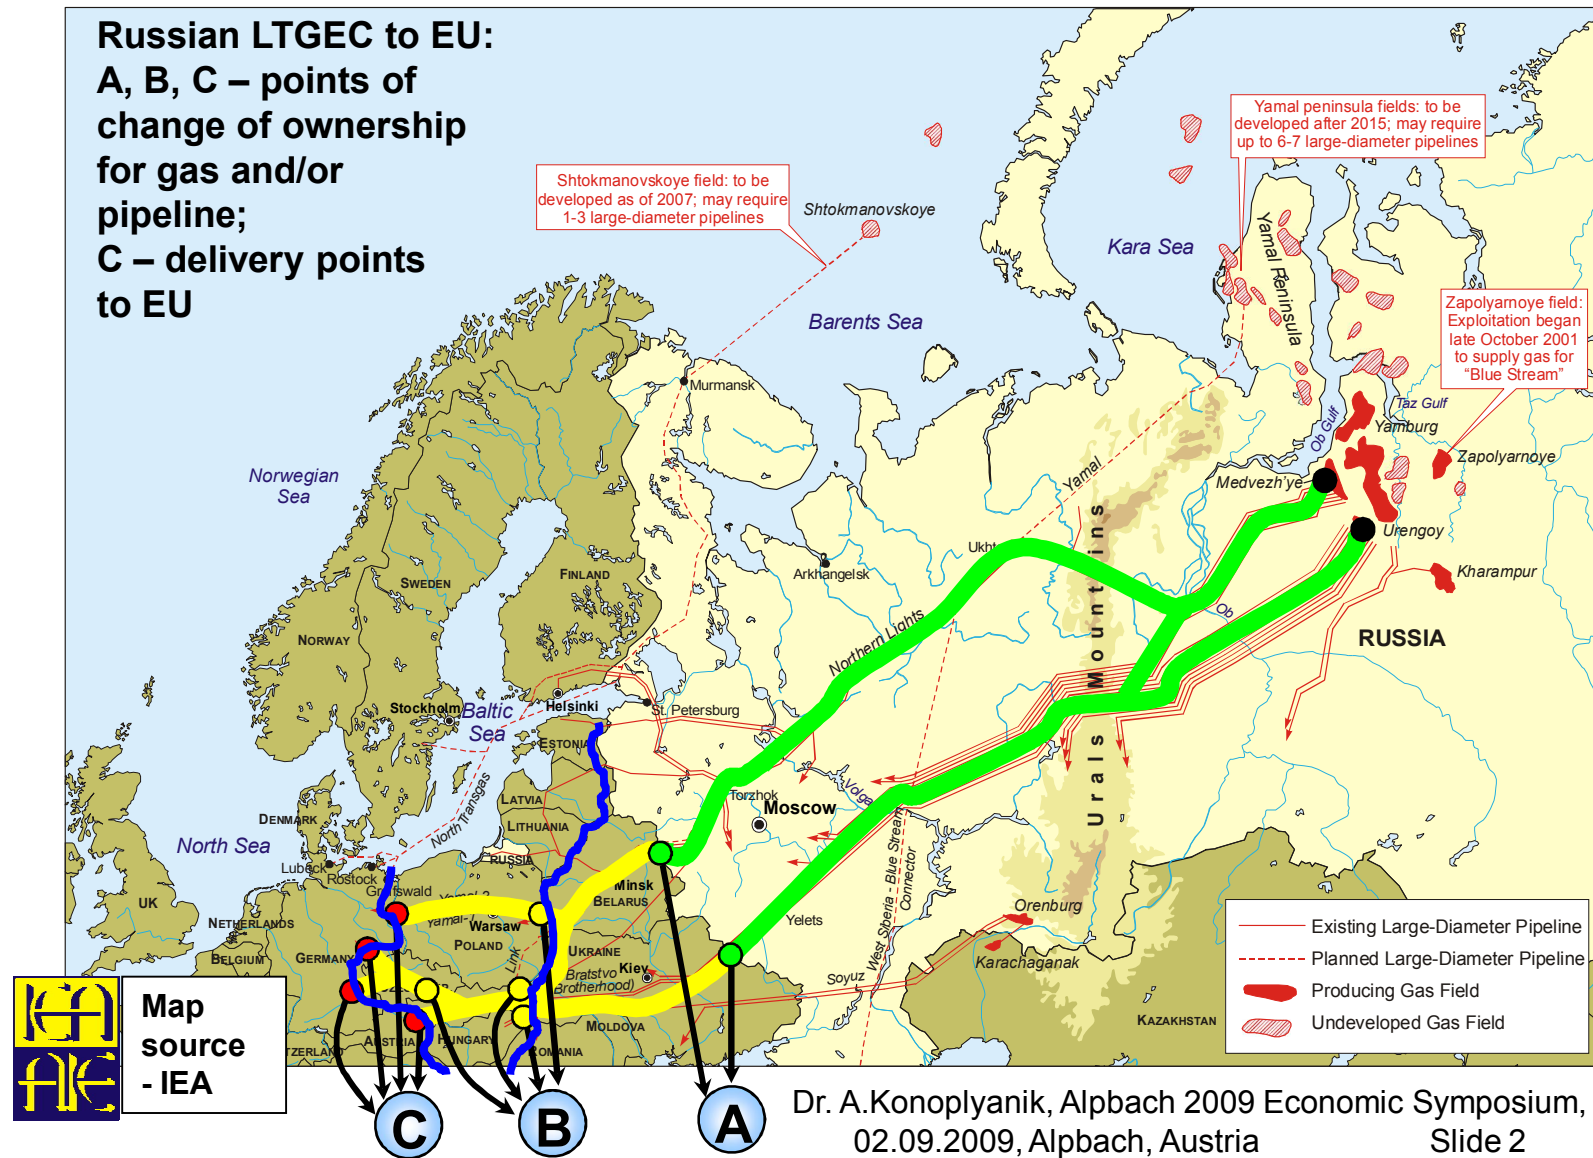 Russian LTGEC to EU:
A, B, C – points of
change of ownership
for gas and/or
pipeline;
C – delivery points
to EU
Yamal peninsula fields: to be
developed after 2015; may require
up to 6-7 large-diameter pipelines
Shtokmanovskoye field: to be
developed as of 2007; may require
1-3 large-diameter pipelines
Shtokmanovskoye
Kara Sea
Yamal Peninsula
Barents Sea
Zapolyarnoye field:
Exploitation began
late October 2001
to supply gas for
“Blue Stream”
Murmansk
Ob Gulf
Taz Gulf
Yamburg
Zapolyarnoye
Norwegian
Sea
Yamal
Medvezh'ye
Urengoy
Ukht
Arkhangelsk
Kharampur
SWEDEN
FINLAND
NORWAY
Northern Lights
Ob
RUSSIA
Urals Mountains
Stockholm
Baltic
Sea
Helsinki
St. Petersburg
ESTONIA
North Transgas
LATVIA
LITHUANIA
RUSSIA
Torzhok
Moscow
Volga
DENMARK
North Sea
Lubeck
Rostock
Greifswald
UK
NETHERLANDS
BELGIUM
GERMANY
Yamal-2
Yamal-1
Warsaw
POLAND
Link
Minsk
BELARUS
UKRAINE
Bratstvo
Brotherhood)
Kiev
Yelets
West Siberia - Blue Stream
Connector
Soyuz
Orenburg
Karachaganak
KAZAKHSTAN
MOLDOVA
ROMANIA
HUNGARY
AUSTRIA
TZERLAND
Existing Large-Diameter Pipeline
Planned Large-Diameter Pipeline
Producing Gas Field
Undeveloped Gas Field
IEA
AIE
Map
source
- IEA
C
B
A
Dr. A.Konoplyanik, Alpbach 2009 Economic Symposium,
02.09.2009, Alpbach, Austria
Slide 2